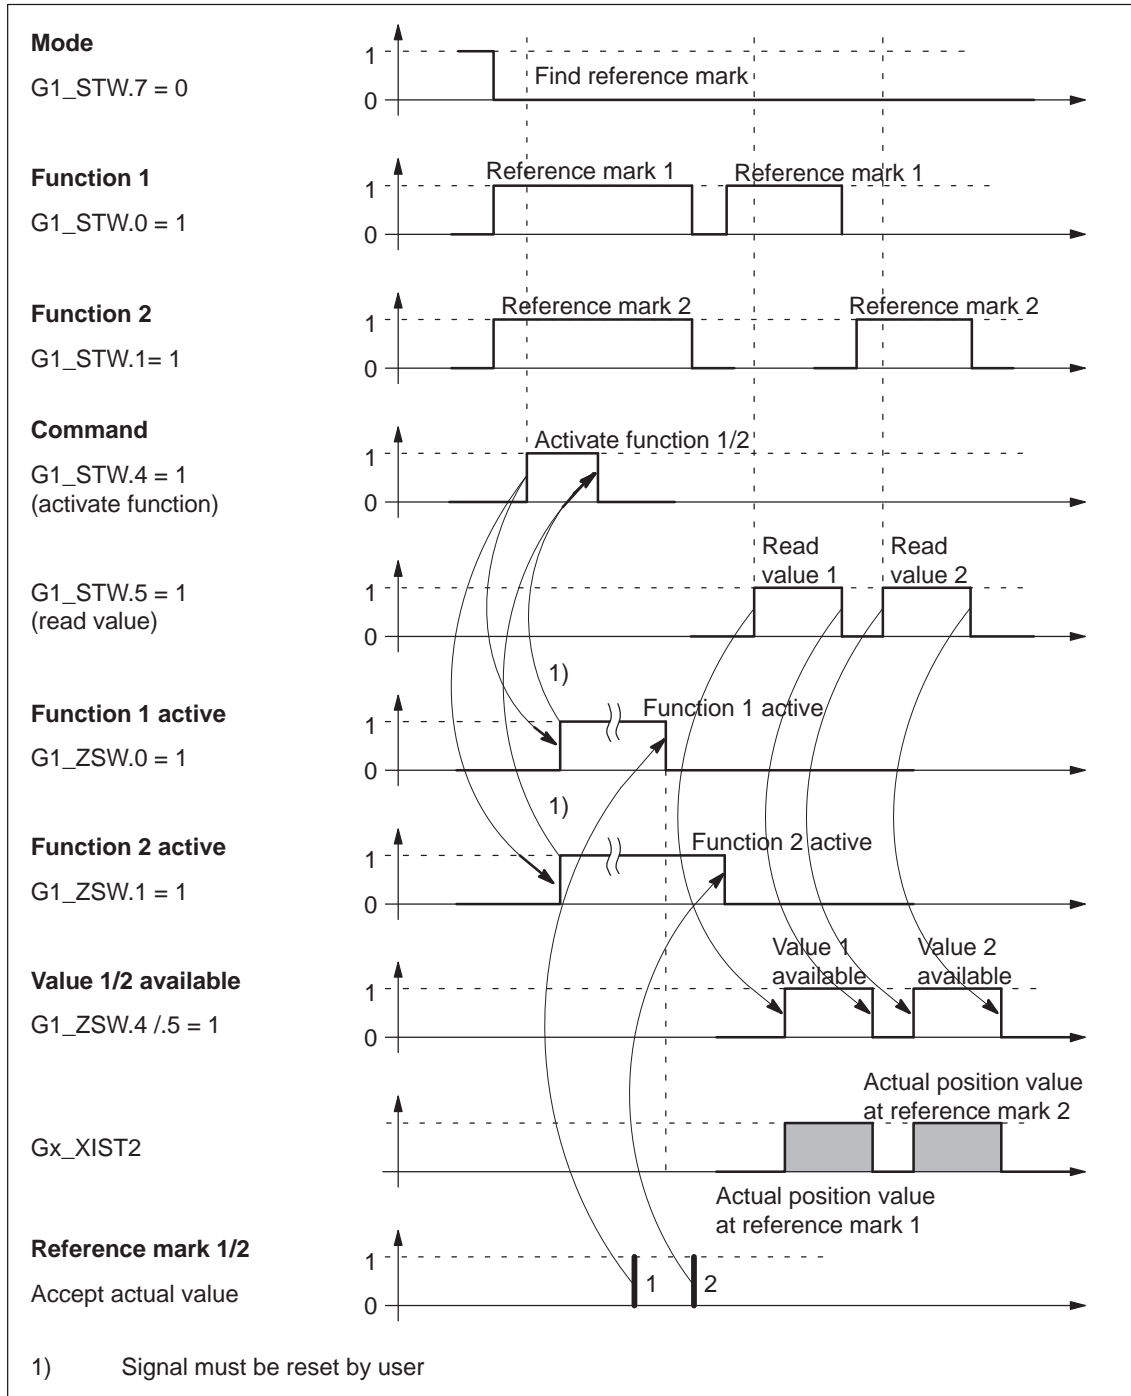 Mode
G1_STW.7 = 0
1
0
Find reference mark
Function 1
G1_STW.0 = 1
1
0
Reference mark 1
Reference mark 1
Function 2
G1_STW.1= 1
1
0
Reference mark 2
Reference mark 2
Command
G1_STW.4 = 1
(activate function)
1
0
Activate function 1/2
G1_STW.5 = 1
(read value)
1
0
Read
value 1
Read
value 2
1)
Function 1 active
G1_ZSW.0 = 1
1
0
Function 1 active
1)
Function 2 active
G1_ZSW.1 = 1
1
0
Function 2 active
Value 1/2 available
G1_ZSW.4 /.5 = 1
1
0
Value 1
available
Value 2
available
Gx_XIST2
Actual position value
at reference mark 2
Actual position value
at reference mark 1
Reference mark 1/2
Accept actual value
1
0
1
2
1) Signal must be reset by user